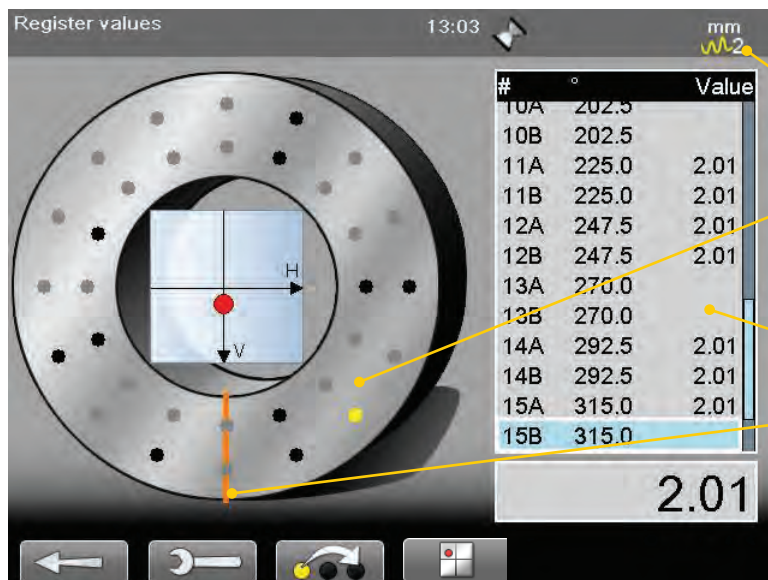 Register values 13:03 mm
2
# ° Value
10A 202.5
10B 202.5
11A 225.0 2.01
11B 225.0 2.01
12A 247.5 2.01
12B 247.5 2.01
13A 270.0
13B 270.0
14A 292.5 2.01
14B 292.5 2.01
15A 315.0 2.01
15B 315.0
H
V
2.01